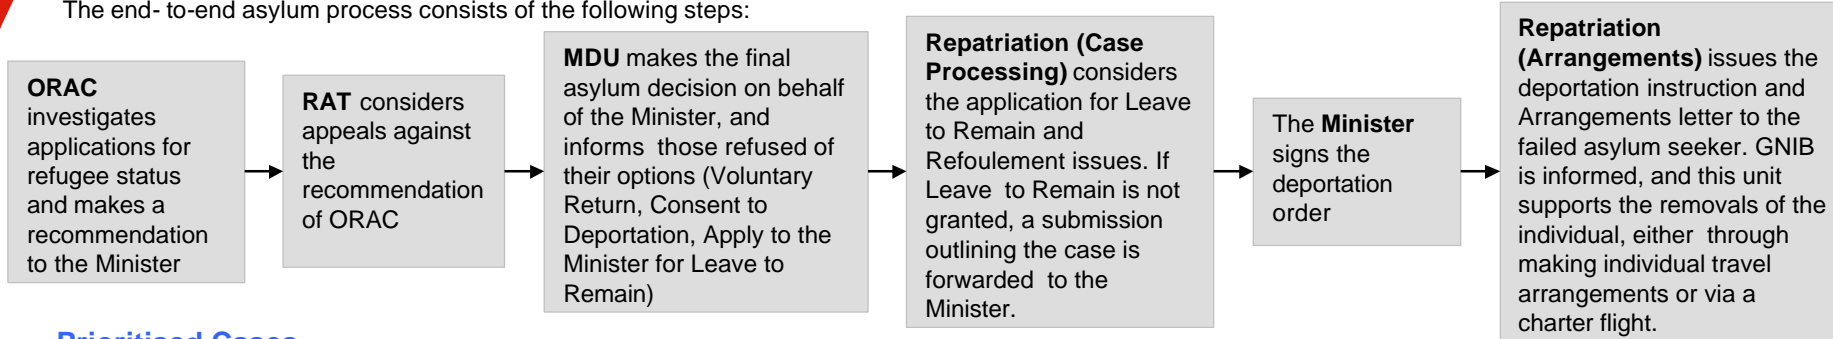 The end- to-end asylum process consists of the following steps:
ORAC
investigates
applications for
refugee status
and makes a
recommendation
to the Minister
RAT considers
appeals against
the
recommendation
of ORAC
MDU makes the final
asylum decision on behalf
of the Minister, and
informs those refused of
their options (Voluntary
Return, Consent to
Deportation, Apply to the
Minister for Leave to
Remain)
Repatriation (Case
Processing) considers
the application for Leave
to Remain and
Refoulement issues. If
Leave to Remain is not
granted, a submission
outlining the case is
forwarded to the
Minister.
The Minister
signs the
deportation
order
Repatriation
(Arrangements) issues the
deportation instruction and
Arrangements letter to the
failed asylum seeker. GNIB
is informed, and this unit
supports the removals of the
individual, either through
making individual travel
arrangements or via a
charter flight.
Prioritised Cases